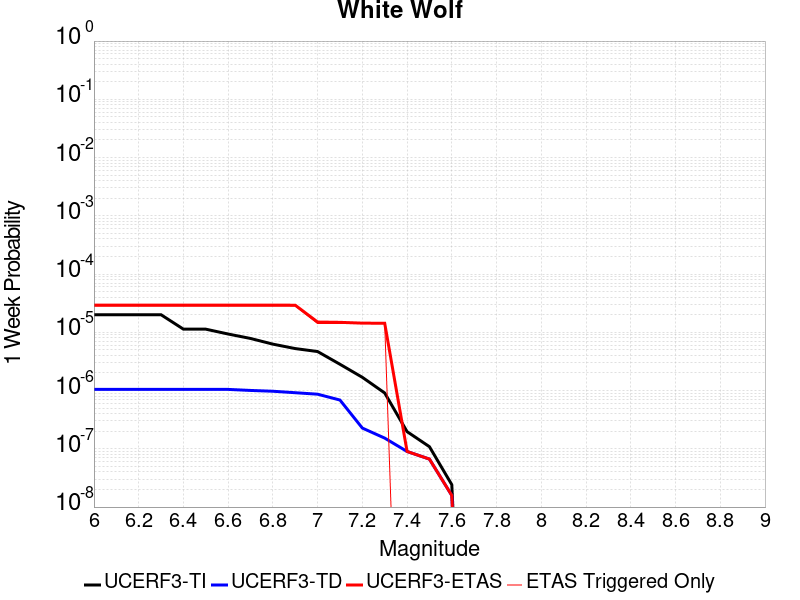 White Wolf
10 0
10 -1
10 -2
10 -3
10 -4
10 -5
10 -6
10 -7
10 -8
1 Week Probability
6 6.2 6.4 6.6 6.8 7 7.2 7.4 7.6 7.8 8 8.2 8.4 8.6 8.8 9
Magnitude
UCERF3-TI UCERF3-TD UCERF3-ETAS ETAS Triggered Only